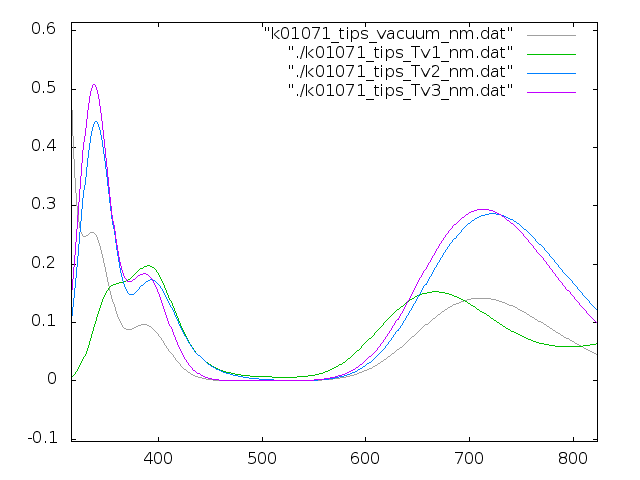 0.6
"k01071_tips_vacuum_nm.dat"
"./k01071_tips_Tv1_nm.dat"
"./k01071_tips_Tv2_nm.dat"
"./k01071_tips_Tv3_nm.dat"
0.5
0.4
0.3
0.2
0.1
0
-0.1
400 500 600 700 800